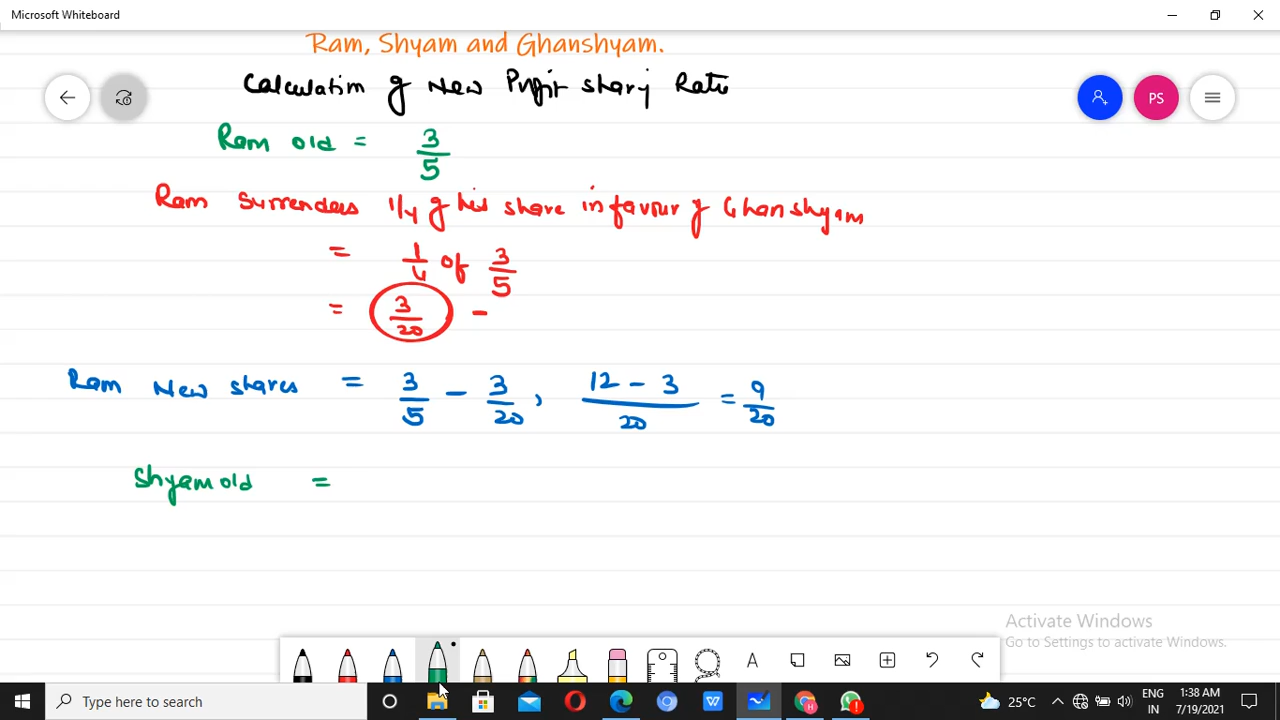 Microsoft Whiteboard
Ram, Shyam and Ghanshyam.
Calculation of New Profit sharing Ratio
PS
Ram old = 3/5
Ram Surrenders 1/4 of his share in favour of Ghanshyam
= 1/4 of 3/5
= 3/20 -
Ram New shares = 3/5 - 3/20, 12 - 3/20 = 9/20
Shyam old =
Activate Windows
Go to Settings to activate Windows.
A
Type here to search
W
H
25°C
ENG
IN
1:38 AM
7/19/2021